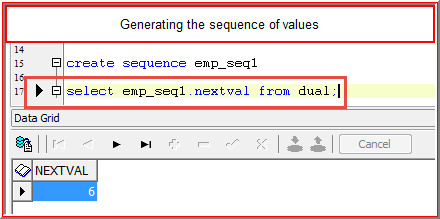 Generating the sequence of values
14
15 create sequence emp_seq1
16
17 select emp_seq1.nextval from dual;
Data Grid
Cancel
NEXTVAL
6